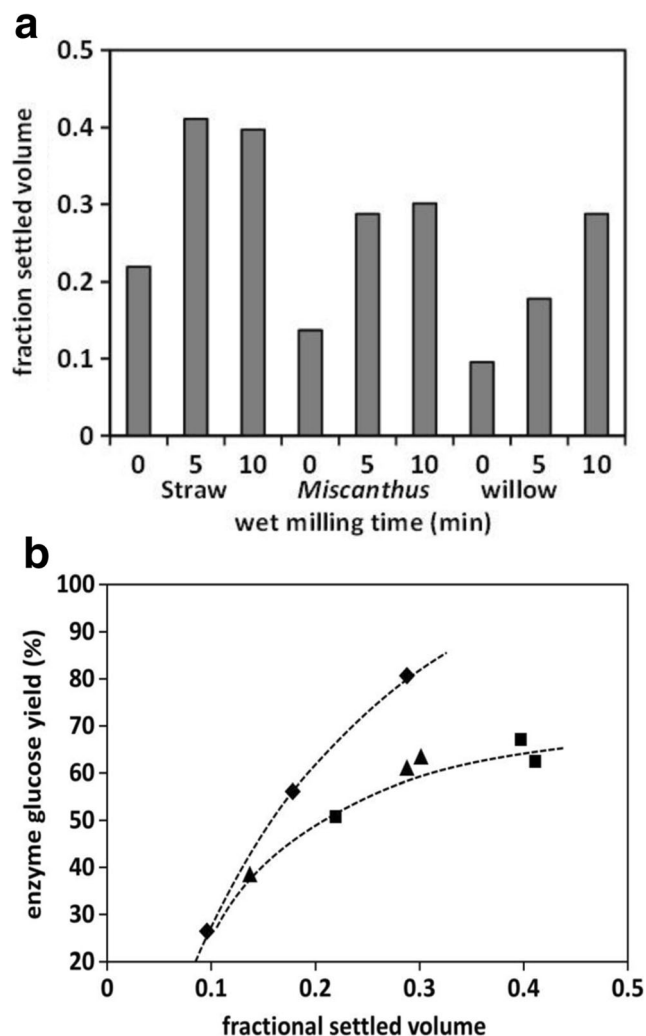 a
0.5
0.4
0.3
0.2
0.1
0
fraction settled volume
0 5 10 0 5 10 0 5 10
Straw Miscanthus willow
wet milling time (min)
b
100
90
80
70
60
50
40
30
20
enzyme glucose yield (%)
0 0.1 0.2 0.3 0.4 0.5
fractional settled volume